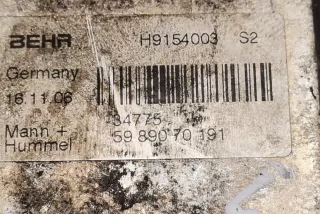 BEHR H9154003 S2
Germany
16.11.06
34775
Mann + 59 890 70 191
Hummel